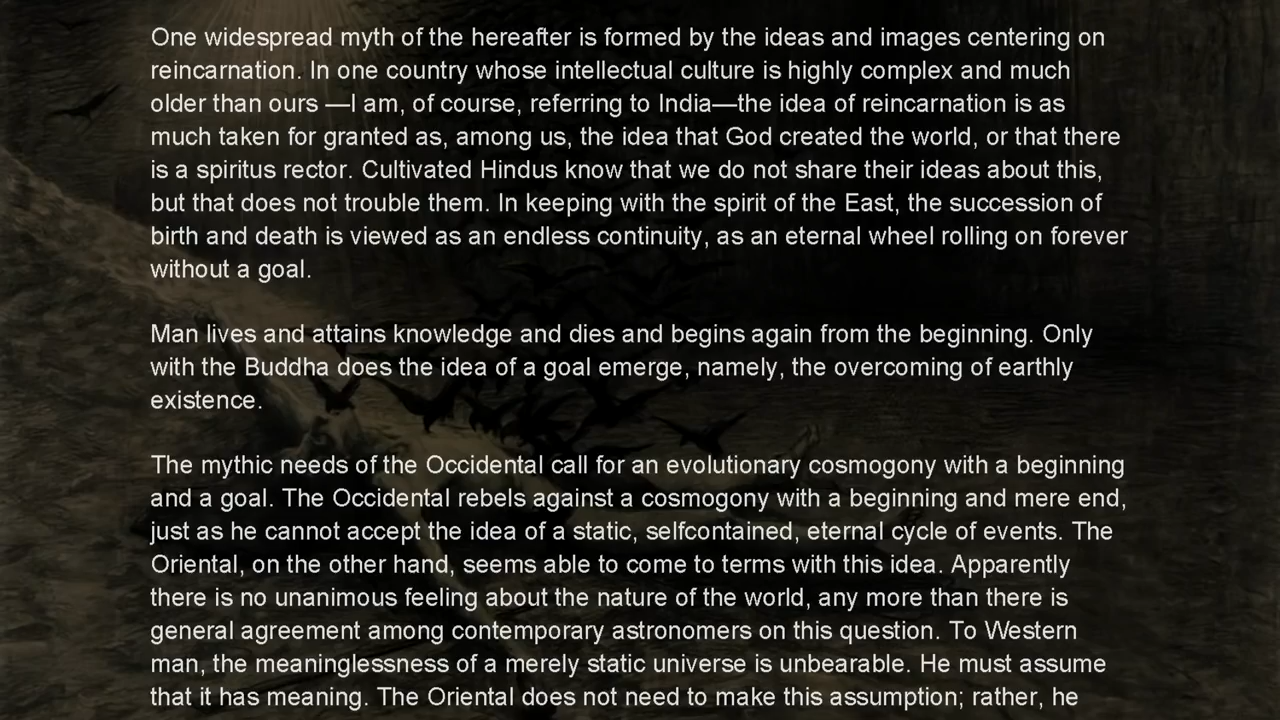 One widespread myth of the hereafter is formed by the ideas and images centering on
reincarnation. In one country whose intellectual culture is highly complex and much
older than ours —I am, of course, referring to India—the idea of reincarnation is as
much taken for granted as, among us, the idea that God created the world, or that there
is a spiritus rector. Cultivated Hindus know that we do not share their ideas about this,
but that does not trouble them. In keeping with the spirit of the East, the succession of
birth and death is viewed as an endless continuity, as an eternal wheel rolling on forever
without a goal.
Man lives and attains knowledge and dies and begins again from the beginning. Only
with the Buddha does the idea of a goal emerge, namely, the overcoming of earthly
existence.
The mythic needs of the Occidental call for an evolutionary cosmogony with a beginning
and a goal. The Occidental rebels against a cosmogony with a beginning and mere end,
just as he cannot accept the idea of a static, selfcontained, eternal cycle of events. The
Oriental, on the other hand, seems able to come to terms with this idea. Apparently
there is no unanimous feeling about the nature of the world, any more than there is
general agreement among contemporary astronomers on this question. To Western
man, the meaninglessness of a merely static universe is unbearable. He must assume
that it has meaning. The Oriental does not need to make this assumption; rather, he